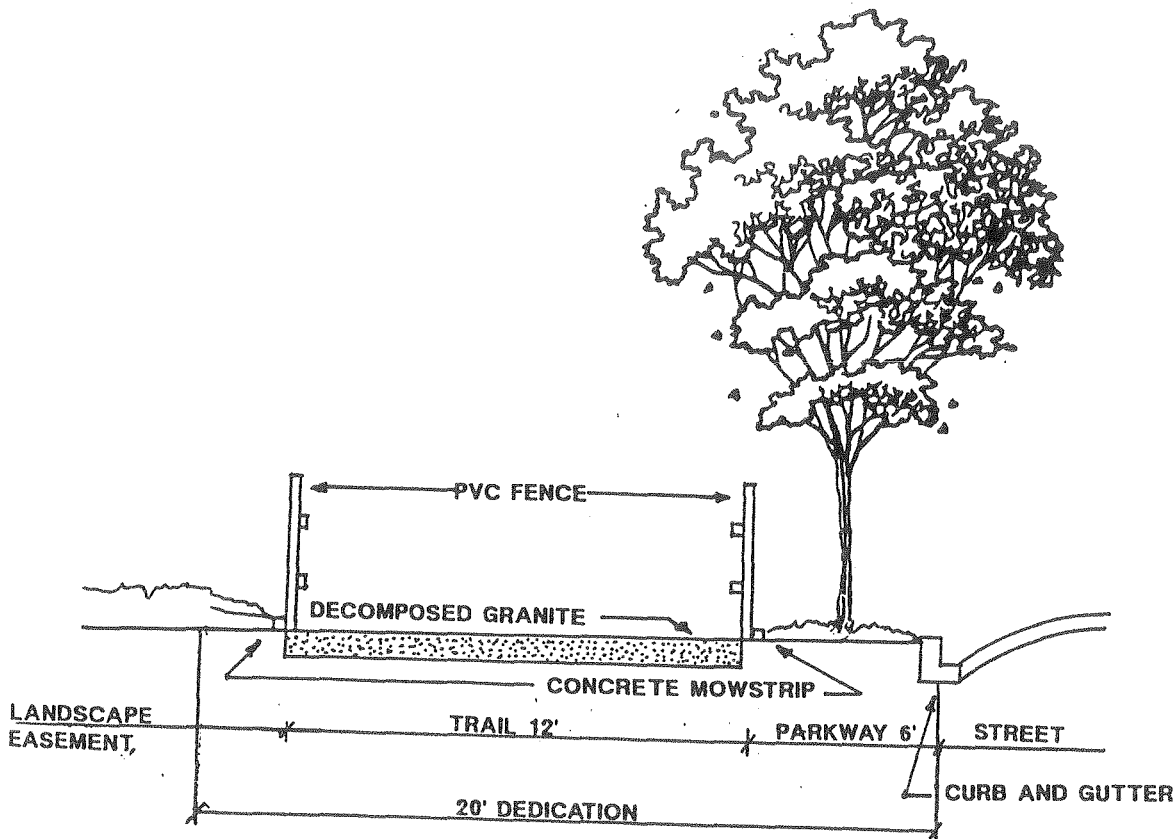 PVC FENCE
DECOMPOSED GRANITE
CONCRETE MOWSTRIP
LANDSCAPE
EASEMENT,
TRAIL 12'
PARKWAY 6'
STREET
CURB AND GUTTER
20' DEDICATION